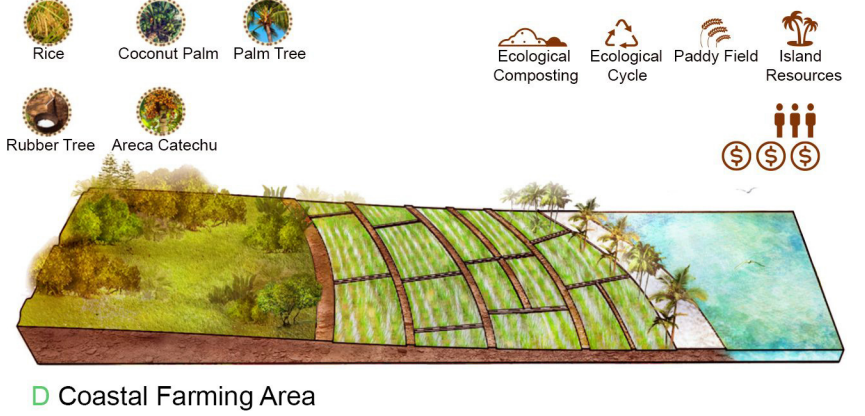 Rice
Coconut Palm
Palm Tree
Ecological
Composting
Ecological
Cycle
Paddy Field
Island
Resources
Rubber Tree
Areca Catechu
$ $ $
D Coastal Farming Area